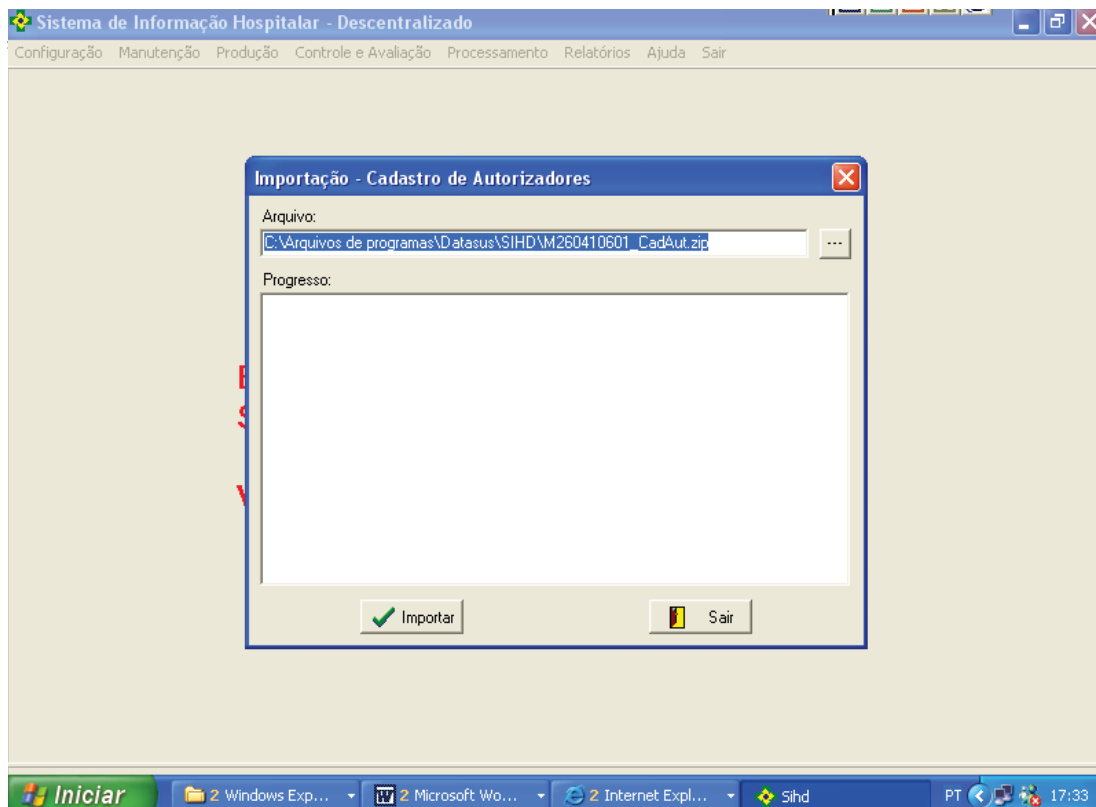 Sistema de Informação Hospitalar - Descentralizado
Configuração Manutenção Produção Controle e Avaliação Processamento Relatórios Ajuda Sair
Importação - Cadastro de Autorizadores
Arquivo:
C:\Arquivos de programas\Datasus\SIHD\M260410601_CadAut.zip
...
Progresso:
Importar Sair
Iniciar 2 Windows Exp... 2 Microsoft Wo... 2 Internet Expl... Sihd PT 17:33